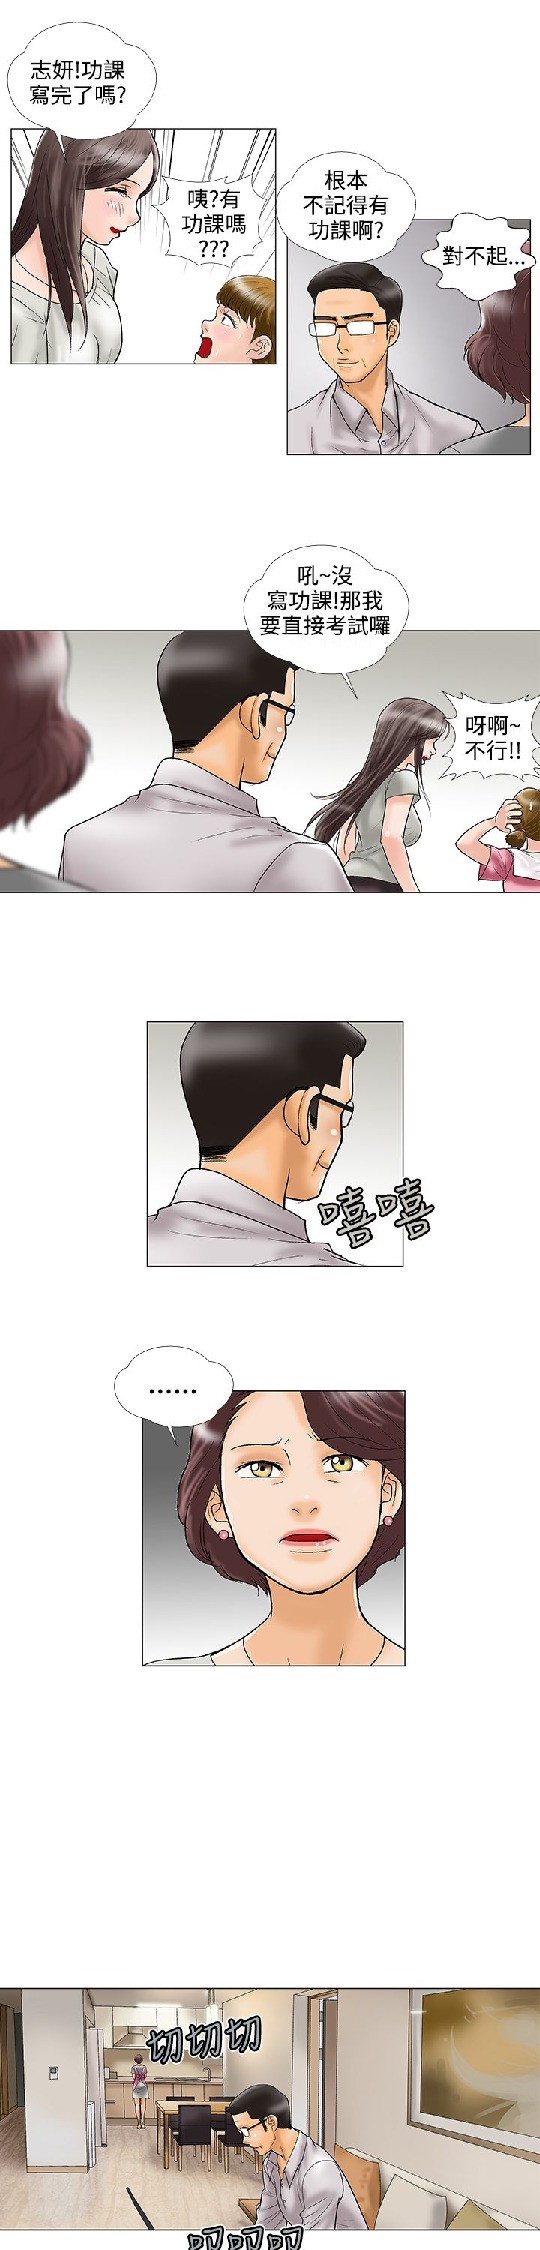 志妍!功課
寫完了嗎?
咦?有
功課嗎
???
根本
不記得有
功課啊?
對不起...
吼~沒
寫功課!那我
要直接考試囉
呀啊~
不行!!
嘻嘻
......
切切切